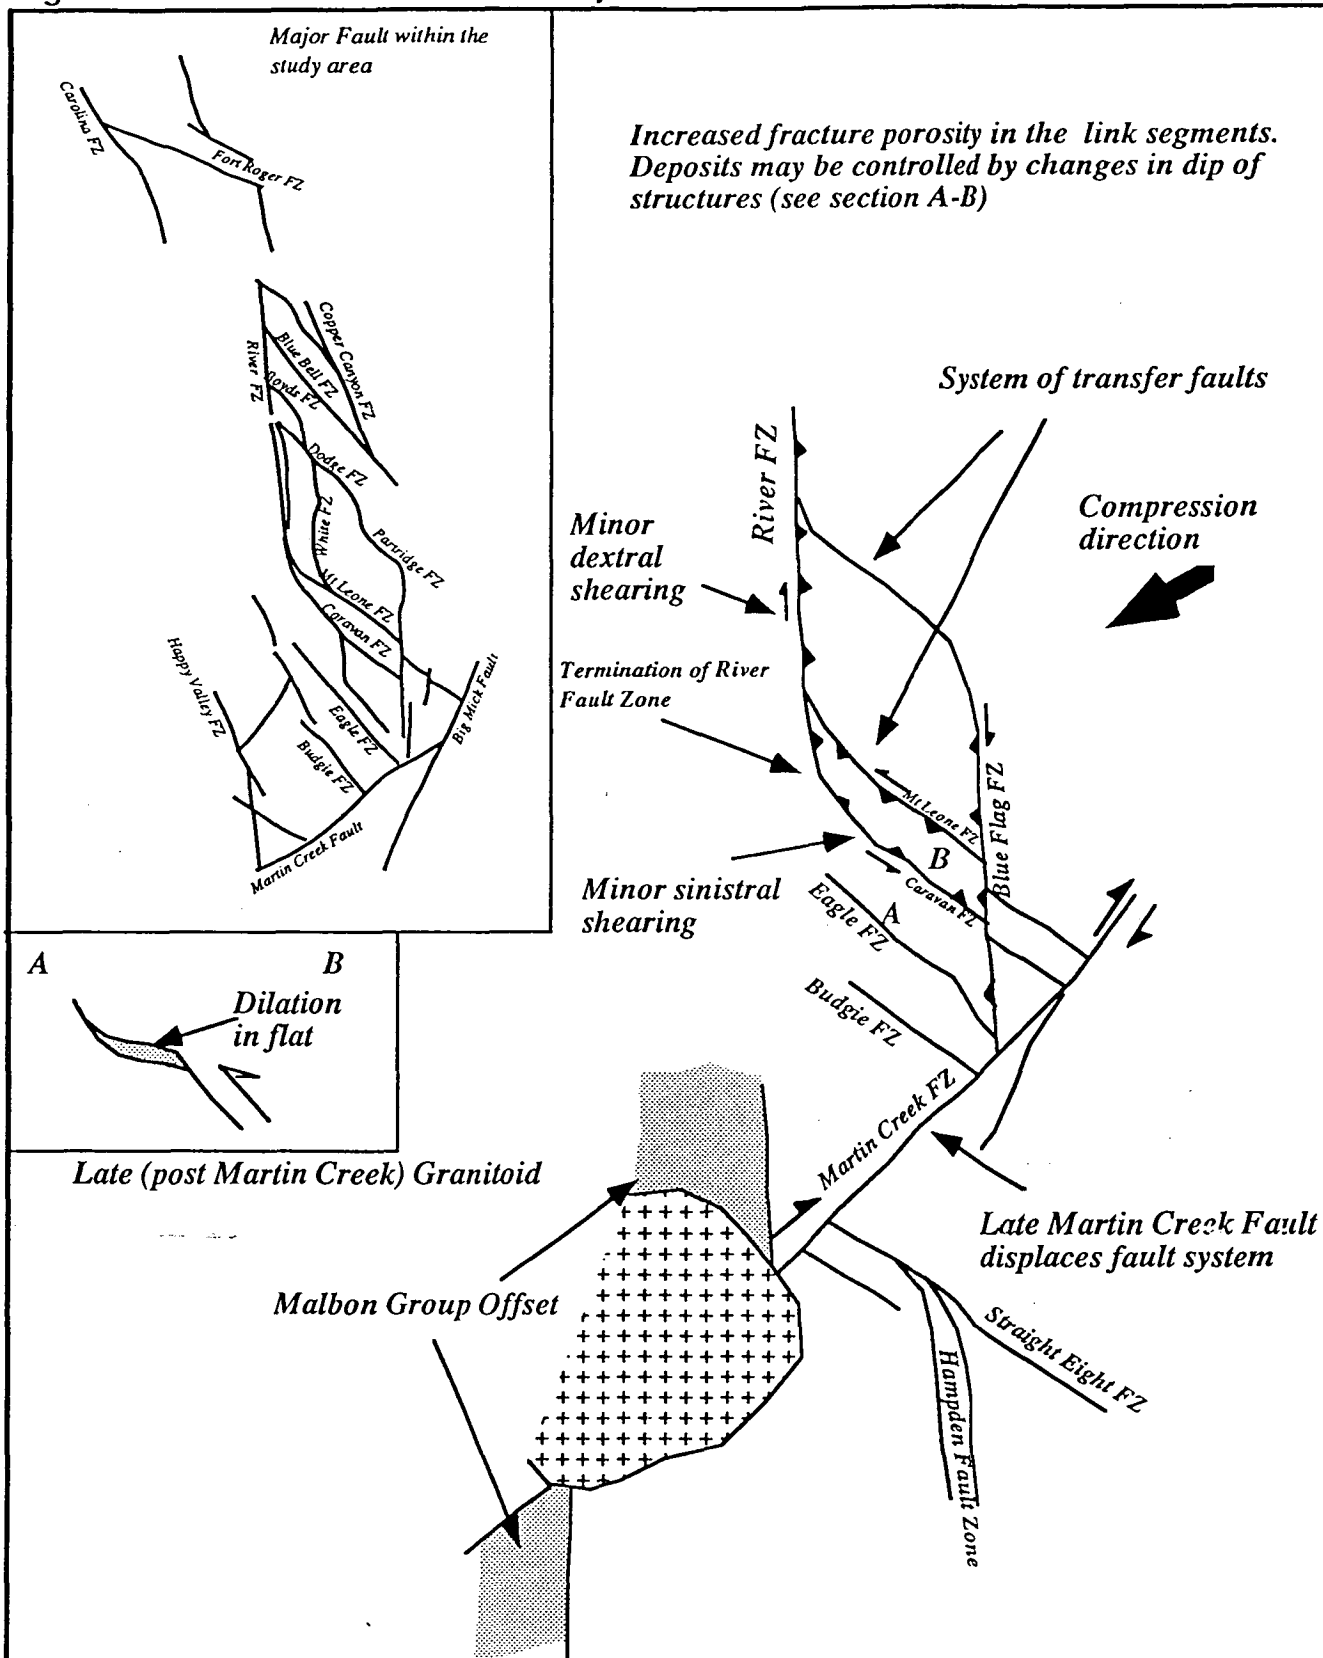 Major Fault within the
study area
Carolina FZ
Fort Roger FZ
Copper Canyon FZ
River FZ
Blue Bell FZ
Dodge FZ
White FZ
Partridge FZ
Mt Leone FZ
Caravan FZ
Happy Valley FZ
Eagle FZ
Budgie FZ
Big Mick Fault
Martin Creek Fault
Increased fracture porosity in the link segments.
Deposits may be controlled by changes in dip of
structures (see section A-B)
System of transfer faults
River FZ
Compression
direction
Minor
dextral
shearing
Termination of River
Fault Zone
Mt Leone FZ
Blue Flag FZ
B
Caravan FZ
A
Eagle FZ
Minor sinistral
shearing
Budgie FZ
A
B
Dilation
in flat
Martin Creek FZ
Late (post Martin Creek) Granitoid
Late Martin Creek Fault
displaces fault system
Malbon Group Offset
Straight Eight FZ
Hampden Fault Zone